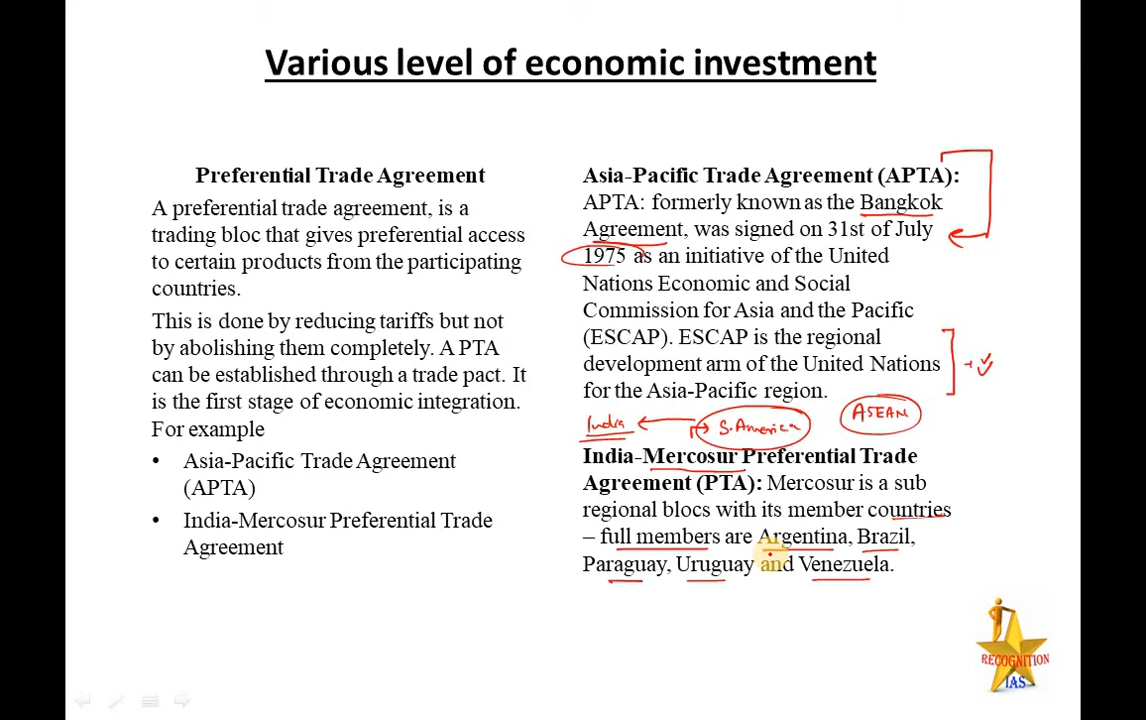 Various level of economic investment
Preferential Trade Agreement
A preferential trade agreement, is a
trading bloc that gives preferential access
to certain products from the participating
countries.
This is done by reducing tariffs but not
by abolishing them completely. A PTA
can be established through a trade pact. It
is the first stage of economic integration.
For example
• Asia-Pacific Trade Agreement
(APTA)
• India-Mercosur Preferential Trade
Agreement
Asia-Pacific Trade Agreement (APTA):
APTA: formerly known as the Bangkok
Agreement, was signed on 31st of July
1975 as an initiative of the United
Nations Economic and Social
Commission for Asia and the Pacific
(ESCAP). ESCAP is the regional
development arm of the United Nations
for the Asia-Pacific region.
India S.America ASEAN
India-Mercosur Preferential Trade
Agreement (PTA): Mercosur is a sub
regional blocs with its member countries
– full members are Argentina, Brazil,
Paraguay, Uruguay and Venezuela.
RECOGNITION
IAS